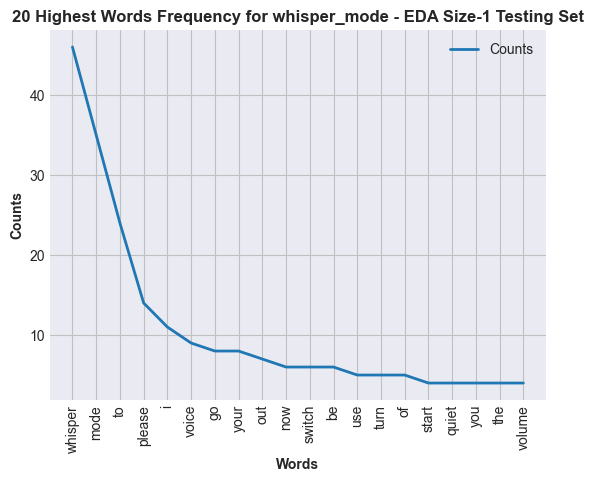 20 Highest Words Frequency for whisper_mode - EDA Size-1 Testing Set
Counts
40
30
20
10
Counts
whisper
mode
to
please
i
voice
go
your
out
now
switch
be
use
turn
of
start
quiet
you
the
volume
Words